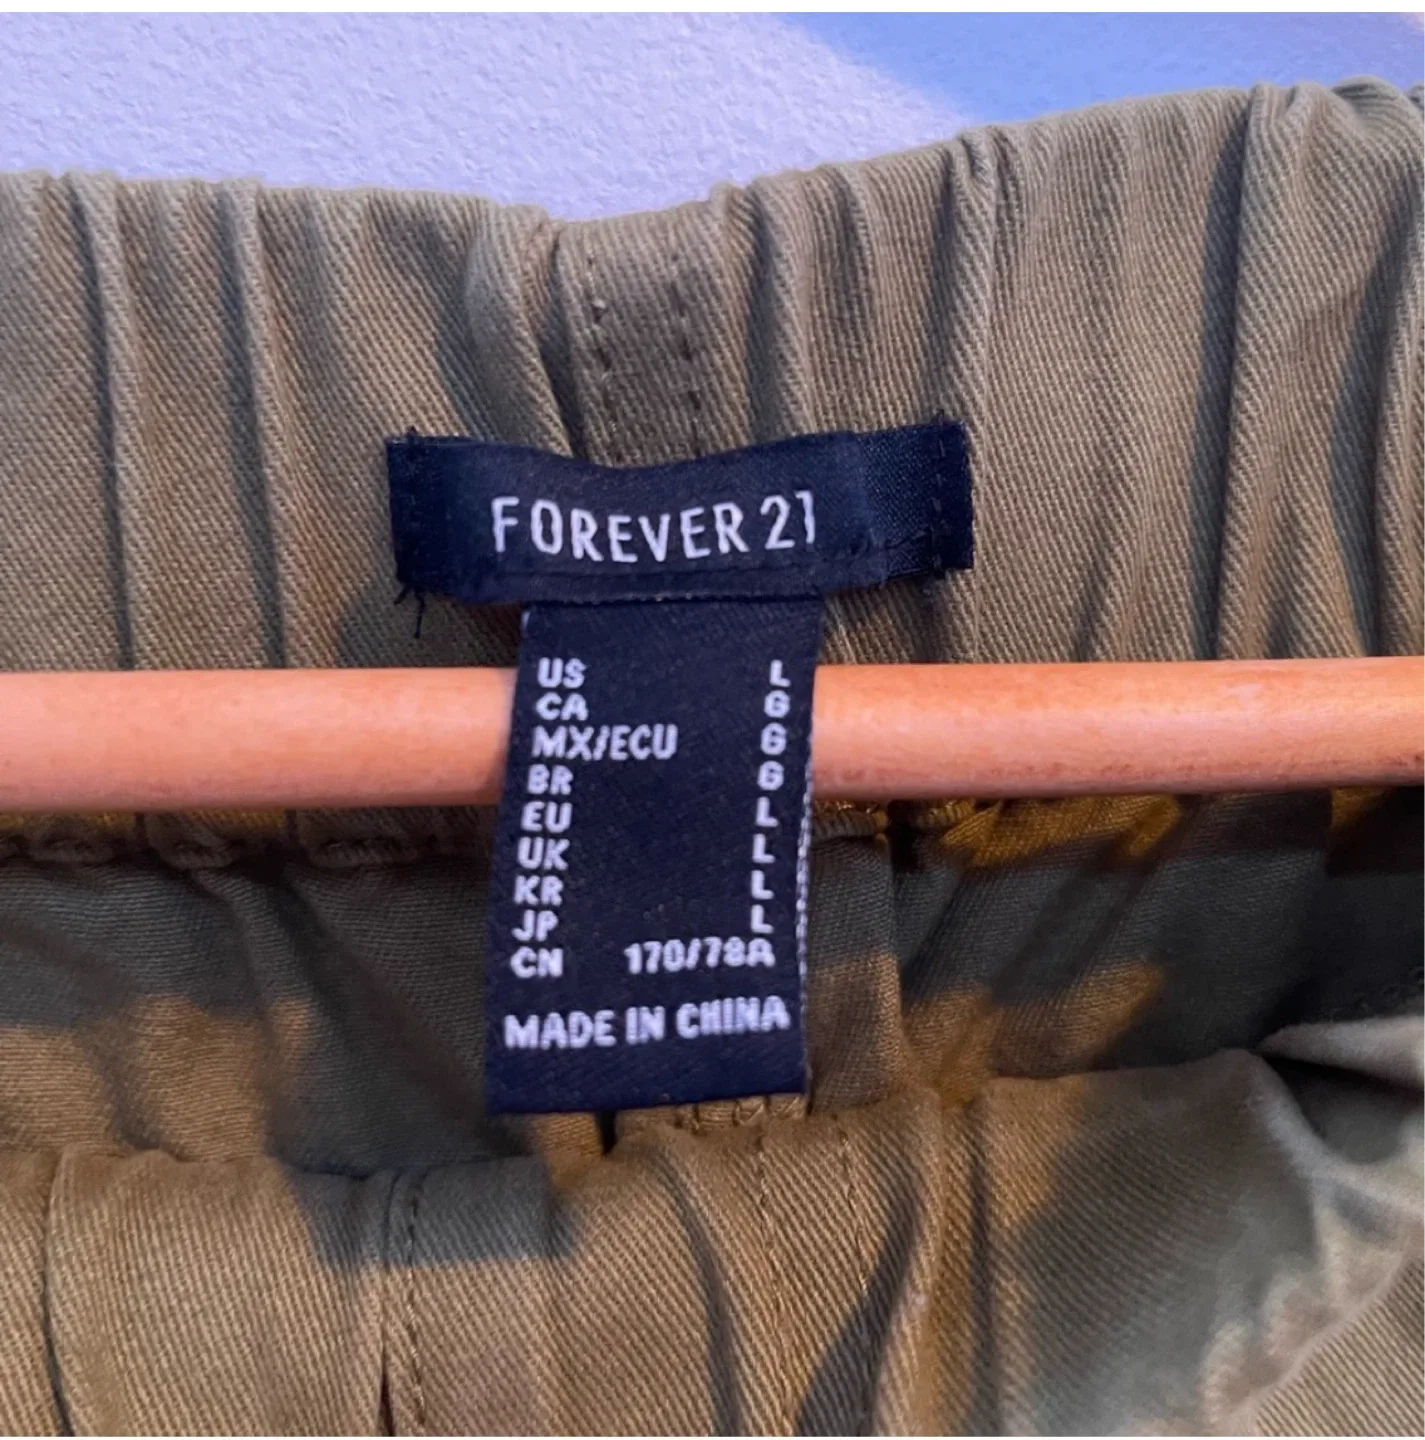 FOREVER 21
US L
CA G
MX/ECU G
BR G
EU L
UK L
KR L
JP L
CN 170/78A
MADE IN CHINA